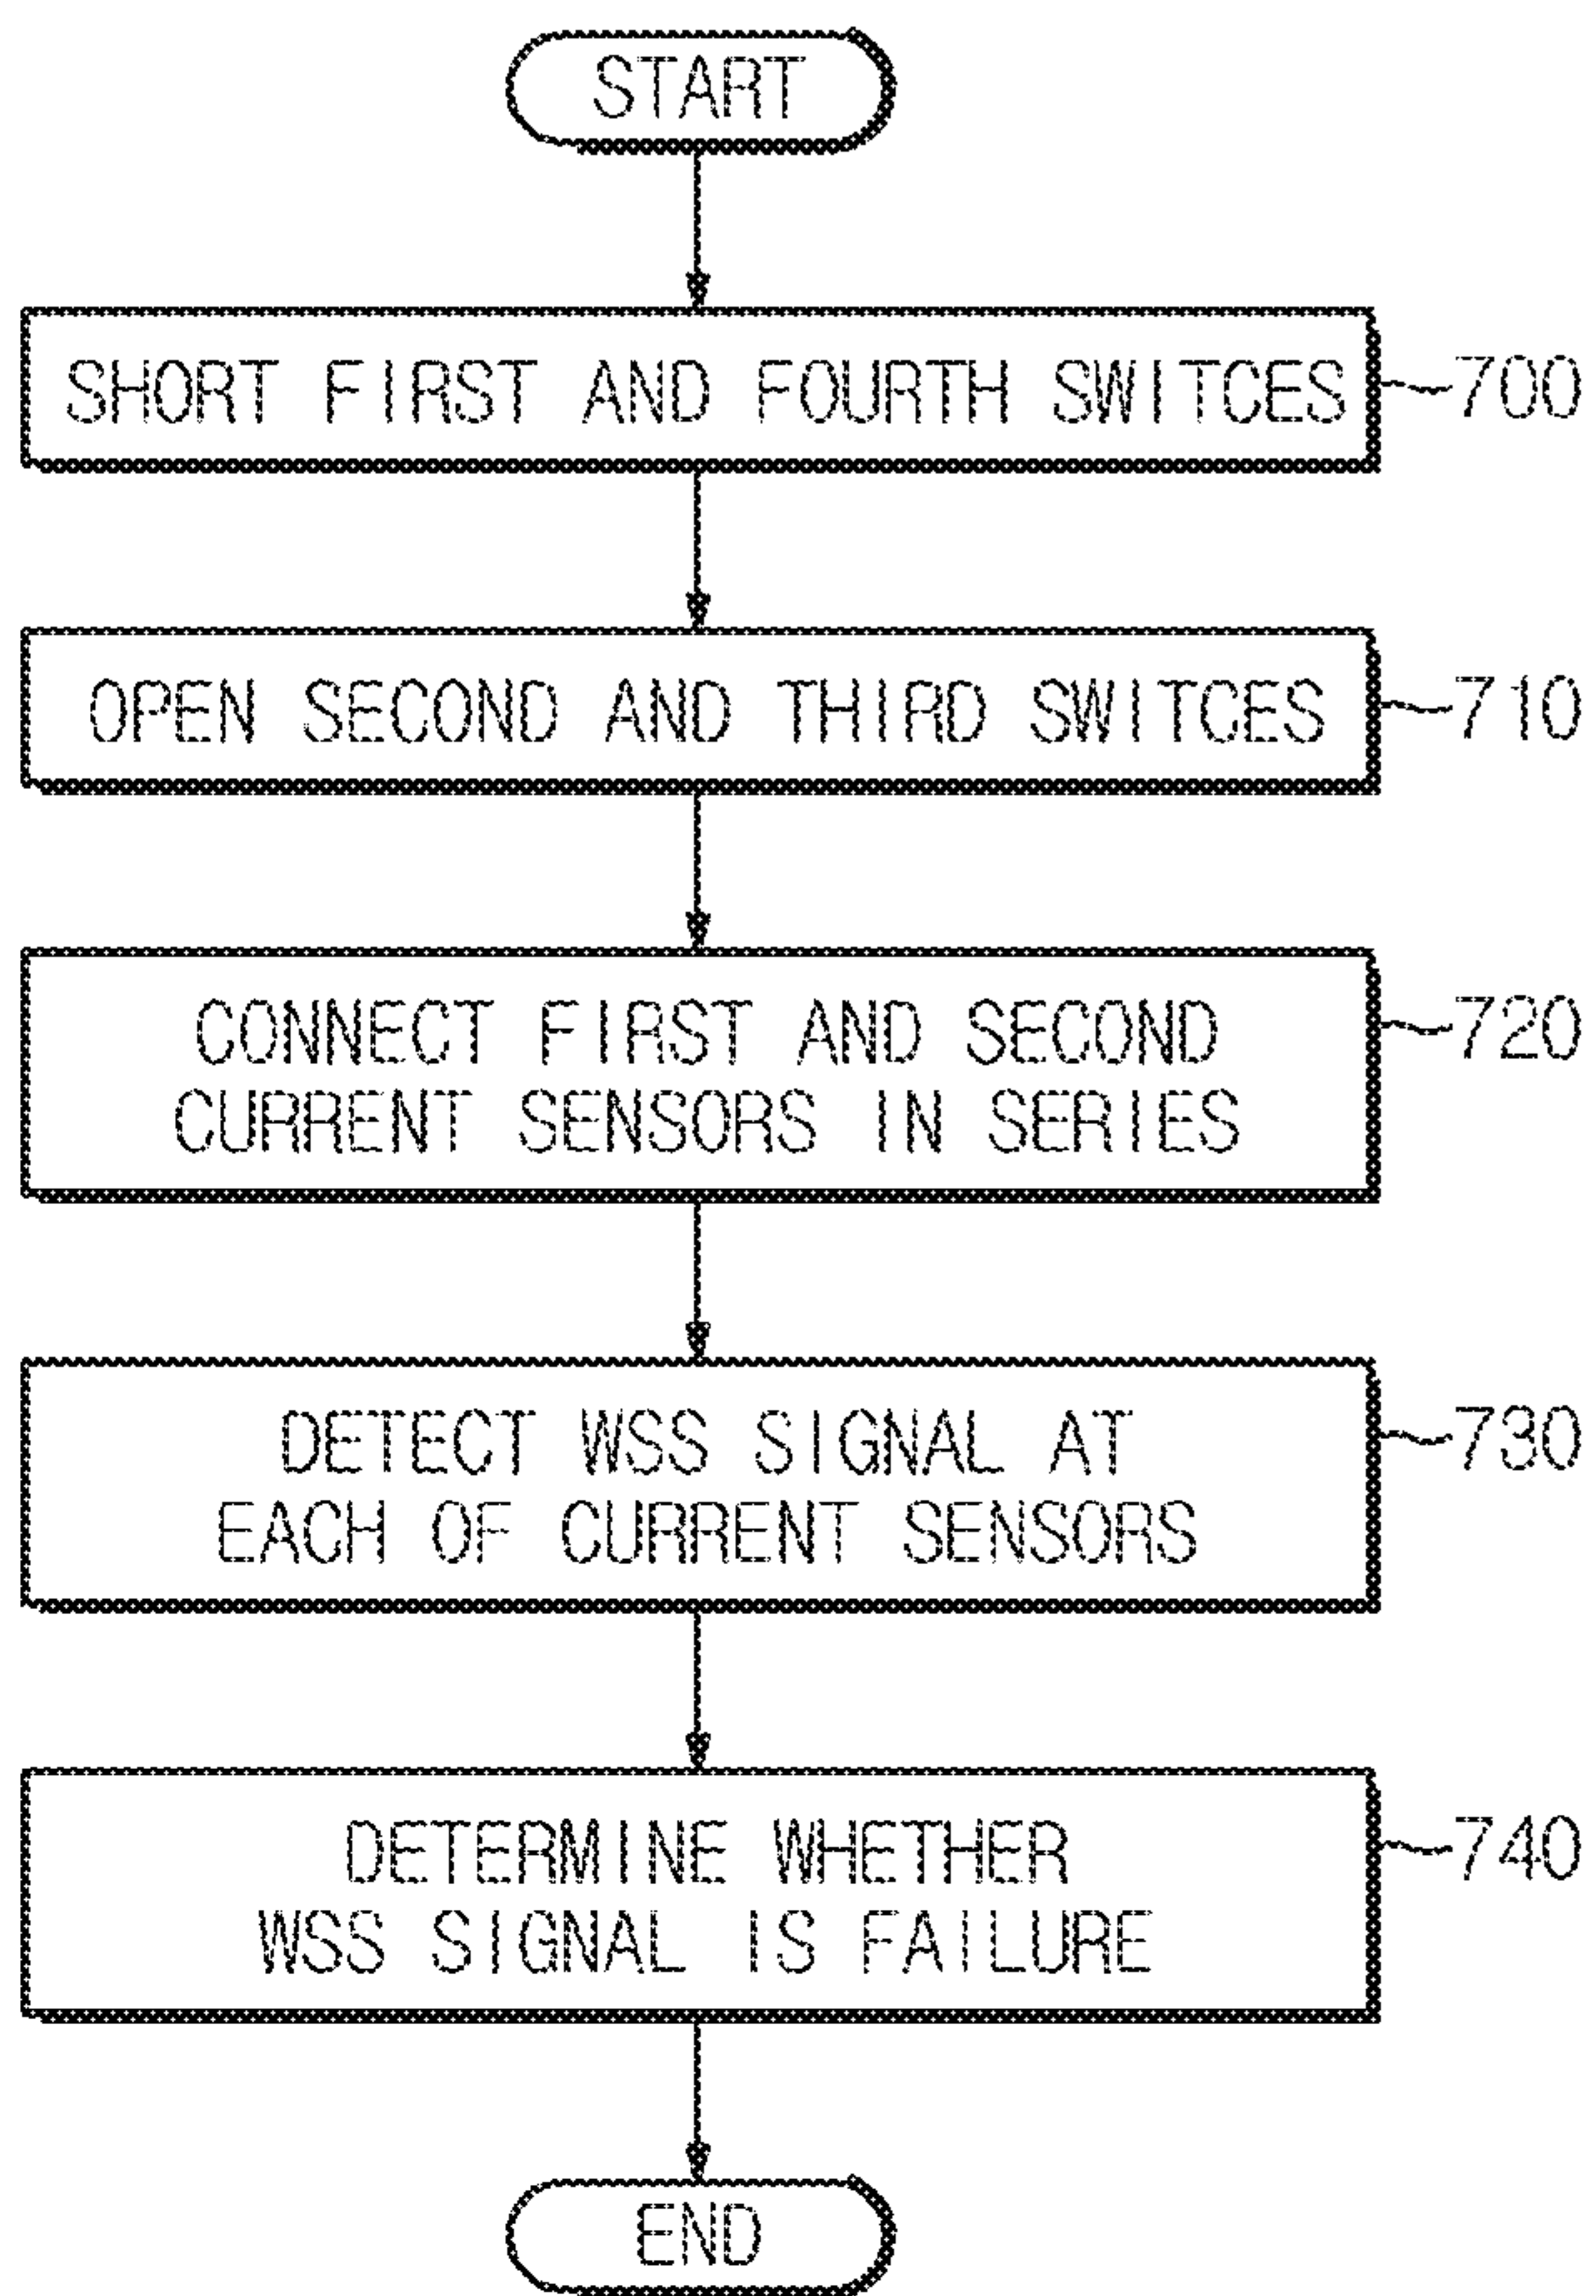 START
SHORT FIRST AND FOURTH SWITCES
700
OPEN SECOND AND THIRD SWITCES
710
CONNECT FIRST AND SECOND
CURRENT SENSORS IN SERIES
720
DETECT WSS SIGNAL AT
EACH OF CURRENT SENSORS
730
DETERMINE WHETHER
WSS SIGNAL IS FAILURE
740
END